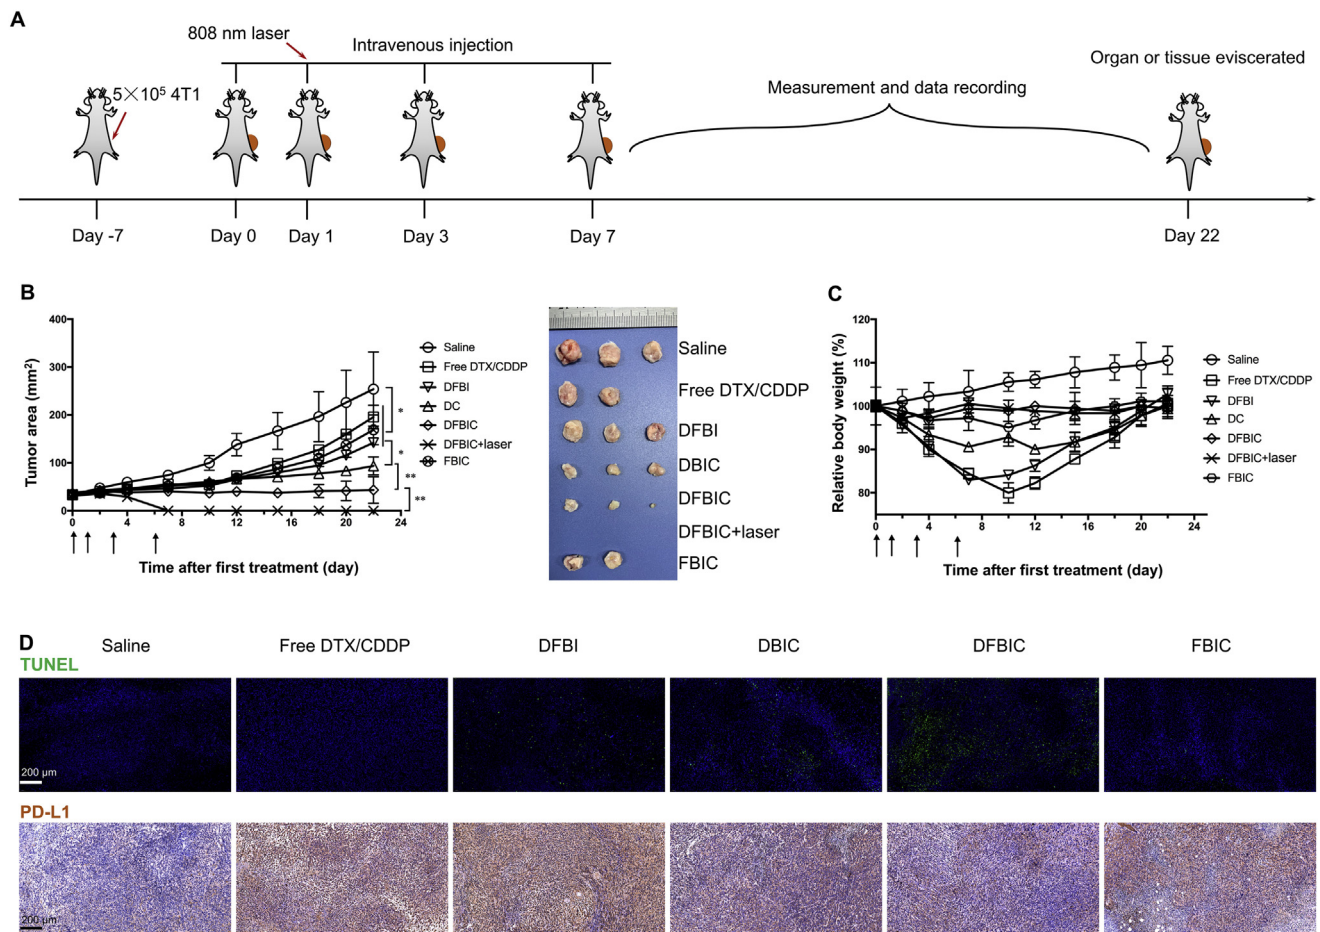 A
808 nm laser
Intravenous injection
5×10⁵ 4T1
Measurement and data recording
Organ or tissue eviscerated
Day -7
Day 0
Day 1
Day 3
Day 7
Day 22
B
Tumor area (mm²)
400
300
200
100
0
0
4
8
12
16
20
24
Time after first treatment (day)
Saline
Free DTX/CDDP
DFBI
DC
DFBIC
DFBIC+laser
FBIC
*
*
**
**
Saline
Free DTX/CDDP
DFBI
DBIC
DFBIC
DFBIC+laser
FBIC
C
Relative body weight (%)
120
110
100
90
80
0
4
8
12
16
20
24
Time after first treatment (day)
Saline
Free DTX/CDDP
DFBI
DC
DFBIC
DFBIC+laser
FBIC
D
Saline
Free DTX/CDDP
DFBI
DBIC
DFBIC
FBIC
TUNEL
200 μm
PD-L1
200 μm